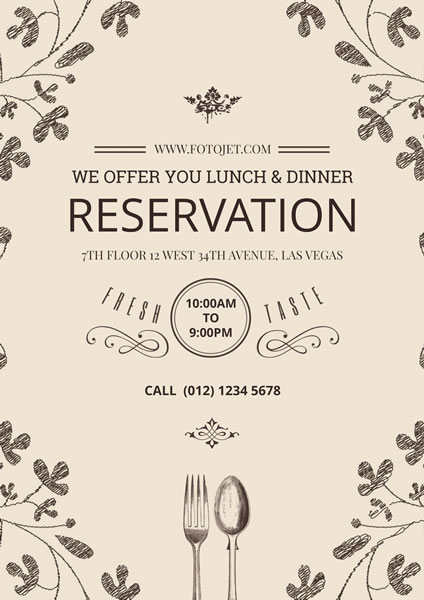 WWW.FOTOJET.COM
WE OFFER YOU LUNCH & DINNER
RESERVATION
7TH FLOOR 12 WEST 34TH AVENUE, LAS VEGAS
FRESH TASTE
10:00AM
TO
9:00PM
CALL (012) 1234 5678